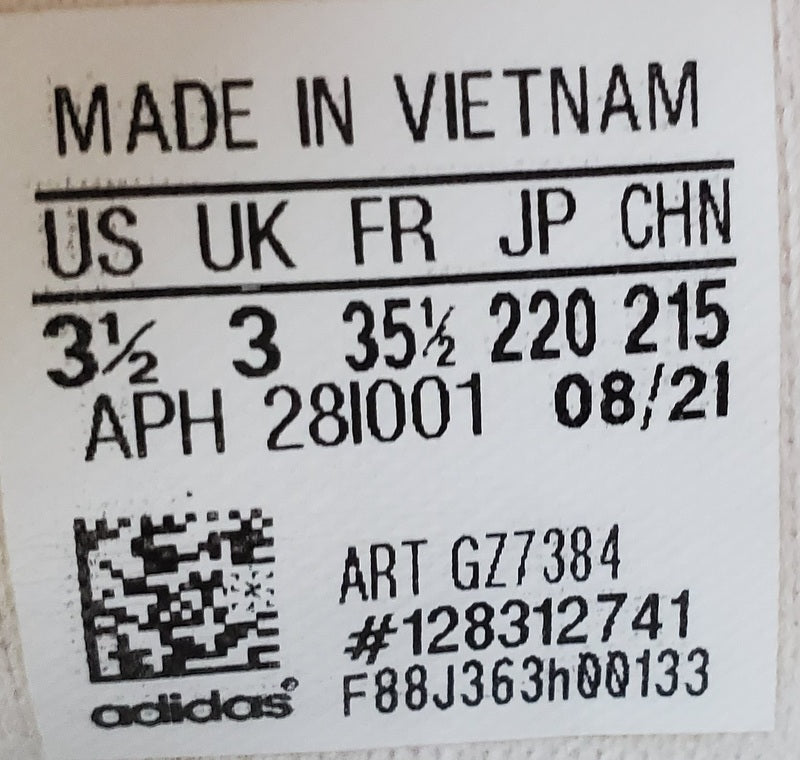 MADE IN VIETNAM
US UK FR JP CHN
3½ 3 35½ 220 215
APH 28I001 08/21
ART GZ7384
#128312741
F88J363h00133
adidas